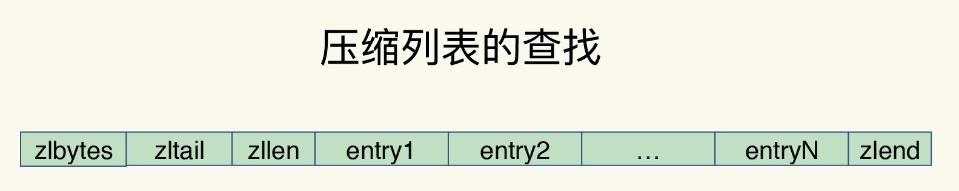 压缩列表的查找
zlbytes zltail zllen entry1 entry2 … entryN zlend